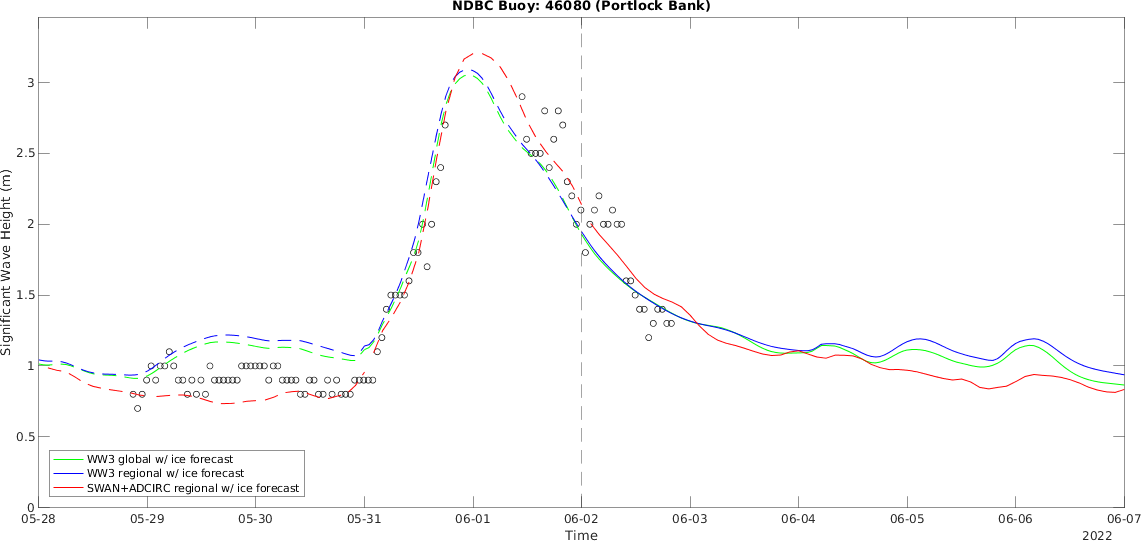 NDBC Buoy: 46080 (Portlock Bank)
Significant Wave Height (m)
3
2.5
2
1.5
1
0.5
0
WW3 global w/ ice forecast
WW3 regional w/ ice forecast
SWAN+ADCIRC regional w/ ice forecast
05-28 05-29 05-30 05-31 06-01 06-02 06-03 06-04 06-05 06-06 06-07
Time
2022